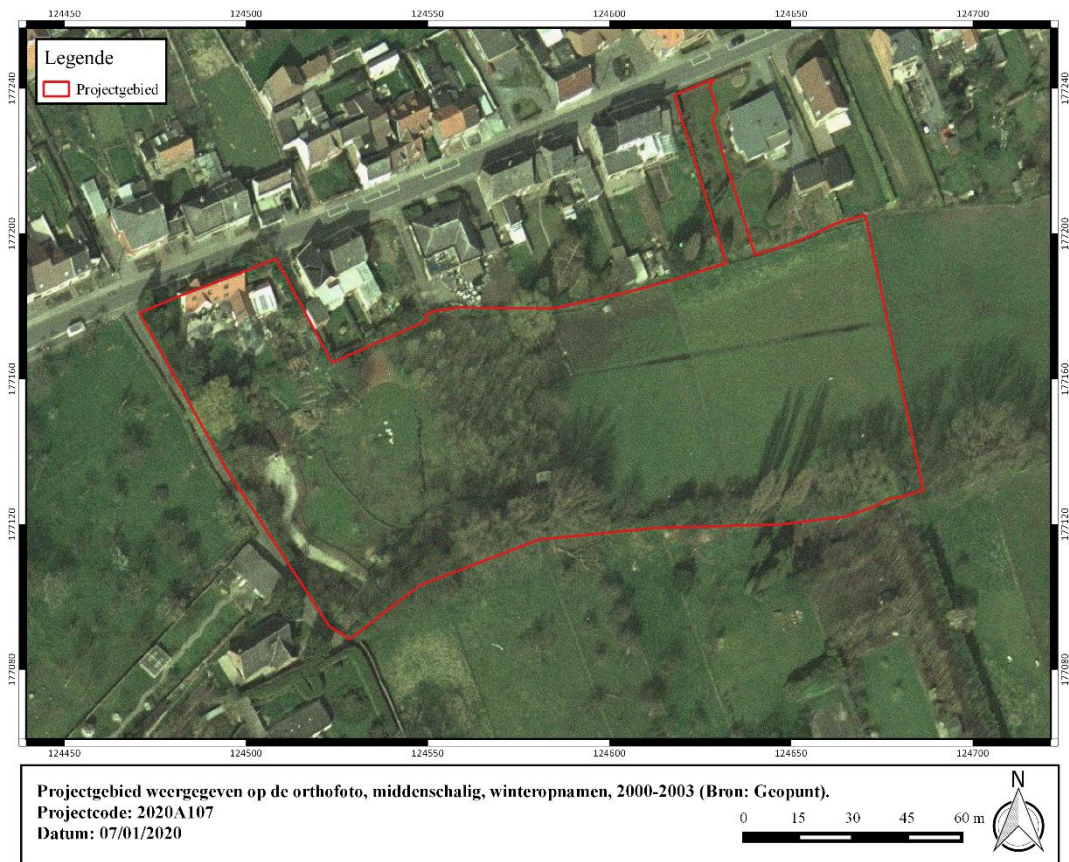 124450 124500 124550 124600 124650 124700
Legende
Projectgebied
177240 177240
177200 177200
177160 177160
177120 177120
177080 177080
124450 124500 124550 124600 124650 124700
Projectgebied weergegeven op de orthofoto, middenschalig, winteropnamen, 2000-2003 (Bron: Geopunt).
Projectcode: 2020A107
Datum: 07/01/2020
N
0 15 30 45 60 m